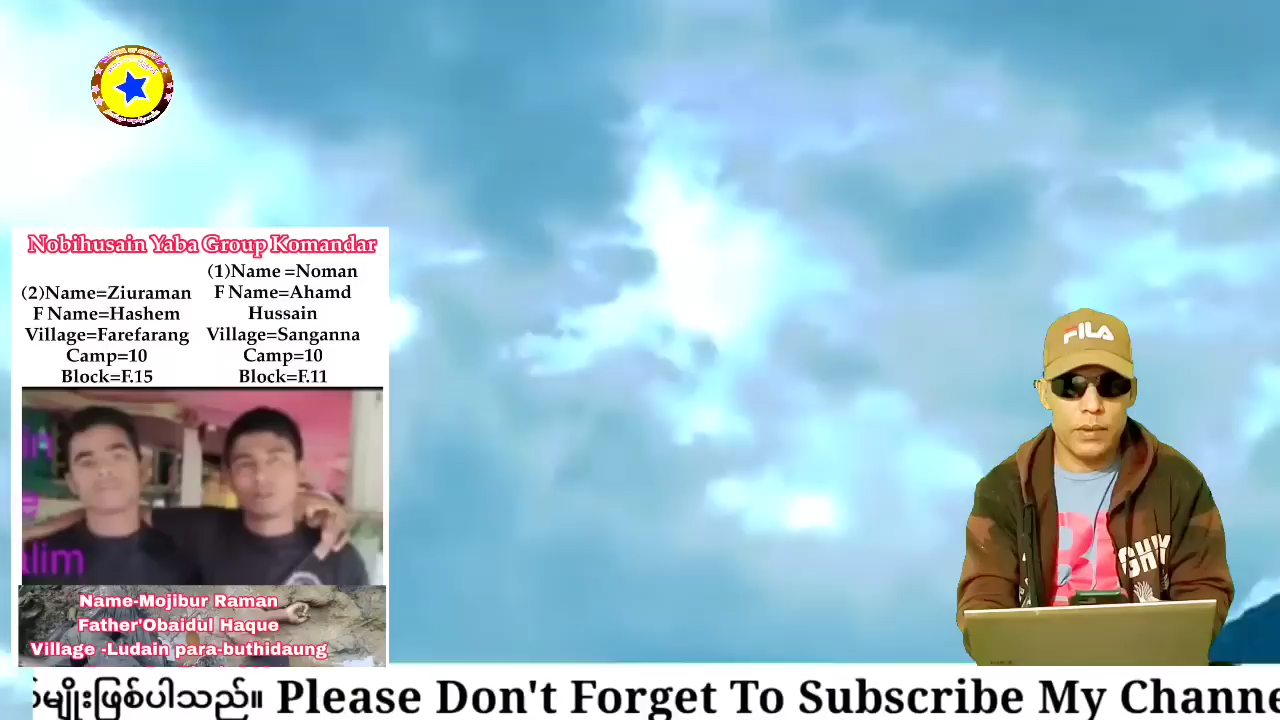 Nobihusain Yaba Group Komandar
(1)Name =Noman
F Name=Ahamd
Hussain
Village=Sanganna
Camp=10
Block=F.11
(2)Name=Ziuraman
F Name=Hashem
Village=Farefarang
Camp=10
Block=F.15
in
e
lim
Name-Mojibur Raman
Father'Obaidul Haque
Village -Ludain para-buthidaung
FILA
မျိုးဖြစ်ပါသည်။ Please Don't Forget To Subscribe My Channe